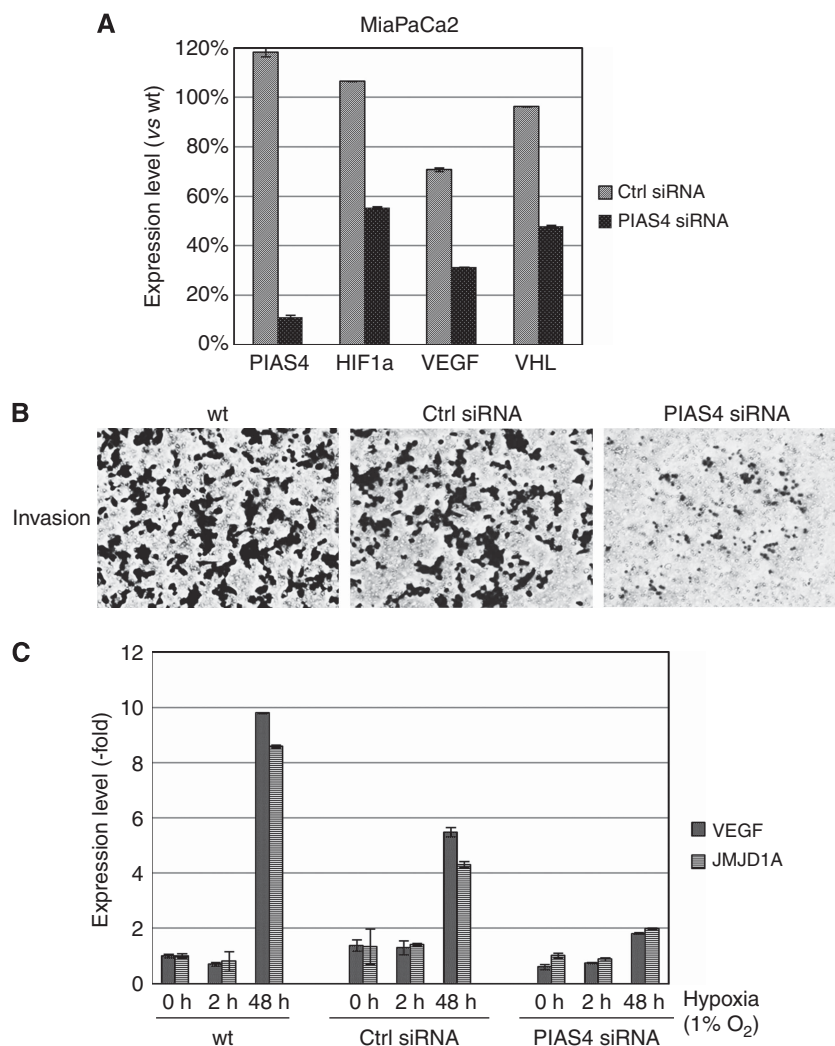 A
MiaPaCa2
Expression level (vs wt)
120%
100%
80%
60%
40%
20%
0%
PIAS4 HIF1a VEGF VHL
Ctrl siRNA
PIAS4 siRNA
B
wt Ctrl siRNA PIAS4 siRNA
Invasion
C
Expression level (-fold)
12
10
8
6
4
2
0
VEGF
JMJD1A
0 h 2 h 48 h 0 h 2 h 48 h 0 h 2 h 48 h Hypoxia
(1% O₂)
wt Ctrl siRNA PIAS4 siRNA